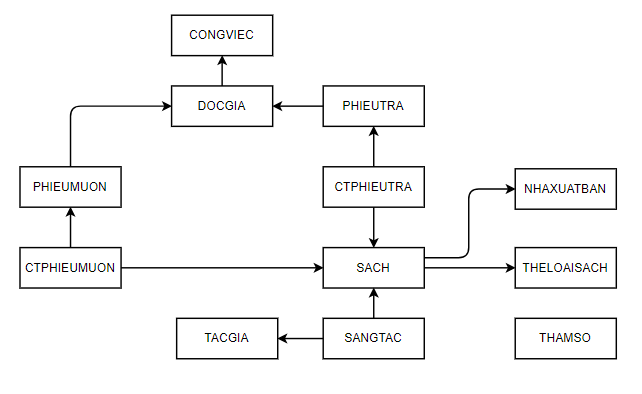 CONGVIEC
DOCGIA
PHIEUTRA
PHIEUMUON
CTPHIEUTRA
NHAXUATBAN
CTPHIEUMUON
SACH
THELOAISACH
TACGIA
SANGTAC
THAMSO